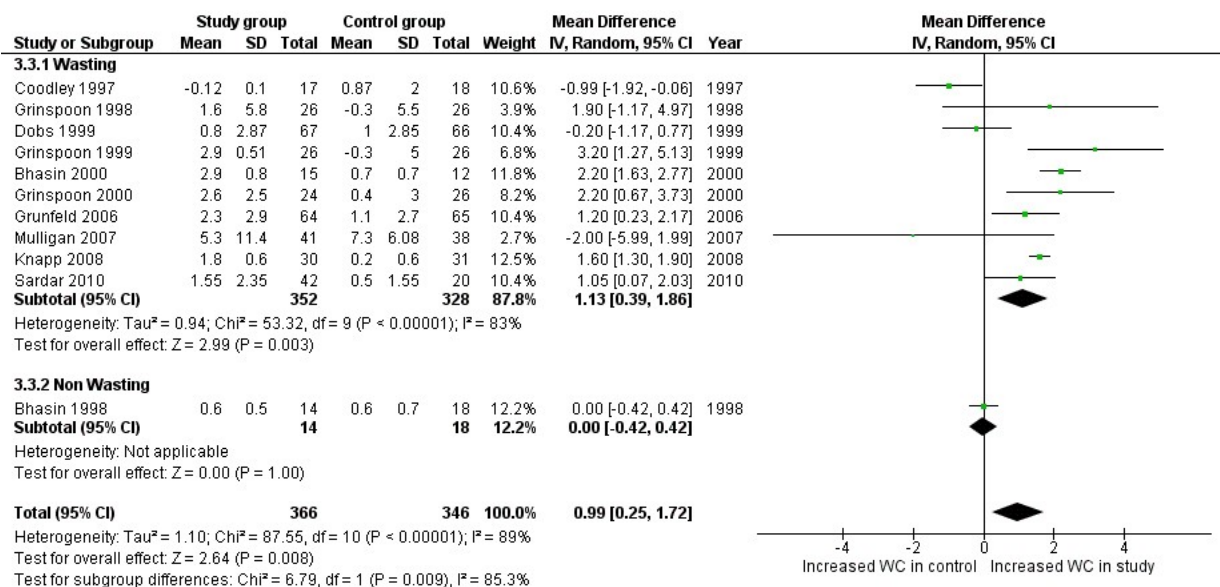 Study group Control group Mean Difference Mean Difference
Study or Subgroup Mean SD Total Mean SD Total Weight IV, Random, 95% CI Year IV, Random, 95% CI
3.3.1 Wasting
Coodley 1997 -0.12 0.1 17 0.87 2 18 10.6% -0.99 [-1.92, -0.06] 1997
Grinspoon 1998 1.6 5.8 26 -0.3 5.5 26 3.9% 1.90 [-1.17, 4.97] 1998
Dobs 1999 0.8 2.87 67 1 2.85 66 10.4% -0.20 [-1.17, 0.77] 1999
Grinspoon 1999 2.9 0.51 26 -0.3 5 26 6.8% 3.20 [1.27, 5.13] 1999
Bhasin 2000 2.9 0.8 15 0.7 0.7 12 11.8% 2.20 [1.63, 2.77] 2000
Grinspoon 2000 2.6 2.5 24 0.4 3 26 9.2% 2.20 [0.67, 3.73] 2000
Grunfeld 2006 2.3 2.9 64 1.1 2.7 65 10.4% 1.20 [0.23, 2.17] 2006
Mulligan 2007 5.3 11.4 41 7.3 6.08 38 2.7% -2.00 [-5.99, 1.99] 2007
Knapp 2008 1.8 0.6 30 0.2 0.6 31 12.5% 1.60 [1.30, 1.90] 2008
Sardar 2010 1.55 2.35 42 0.5 1.55 20 10.4% 1.05 [0.07, 2.03] 2010
Subtotal (95% CI) 352 328 87.8% 1.13 [0.39, 1.86]
Heterogeneity: Tau² = 0.94; Chi² = 53.32, df = 9 (P < 0.00001); I² = 83%
Test for overall effect: Z = 2.99 (P = 0.003)
3.3.2 Non Wasting
Bhasin 1998 0.6 0.5 14 0.6 0.7 18 12.2% 0.00 [-0.42, 0.42] 1998
Subtotal (95% CI) 14 18 12.2% 0.00 [-0.42, 0.42]
Heterogeneity: Not applicable
Test for overall effect: Z = 0.00 (P = 1.00)
Total (95% CI) 366 346 100.0% 0.99 [0.25, 1.72]
Heterogeneity: Tau² = 1.10; Chi² = 87.55, df = 10 (P < 0.00001); I² = 89%
Test for overall effect: Z = 2.64 (P = 0.008)
Test for subgroup differences: Chi² = 6.79, df = 1 (P = 0.009), I² = 85.3%
-4 -2 0 2 4
Increased WC in control Increased WC in study